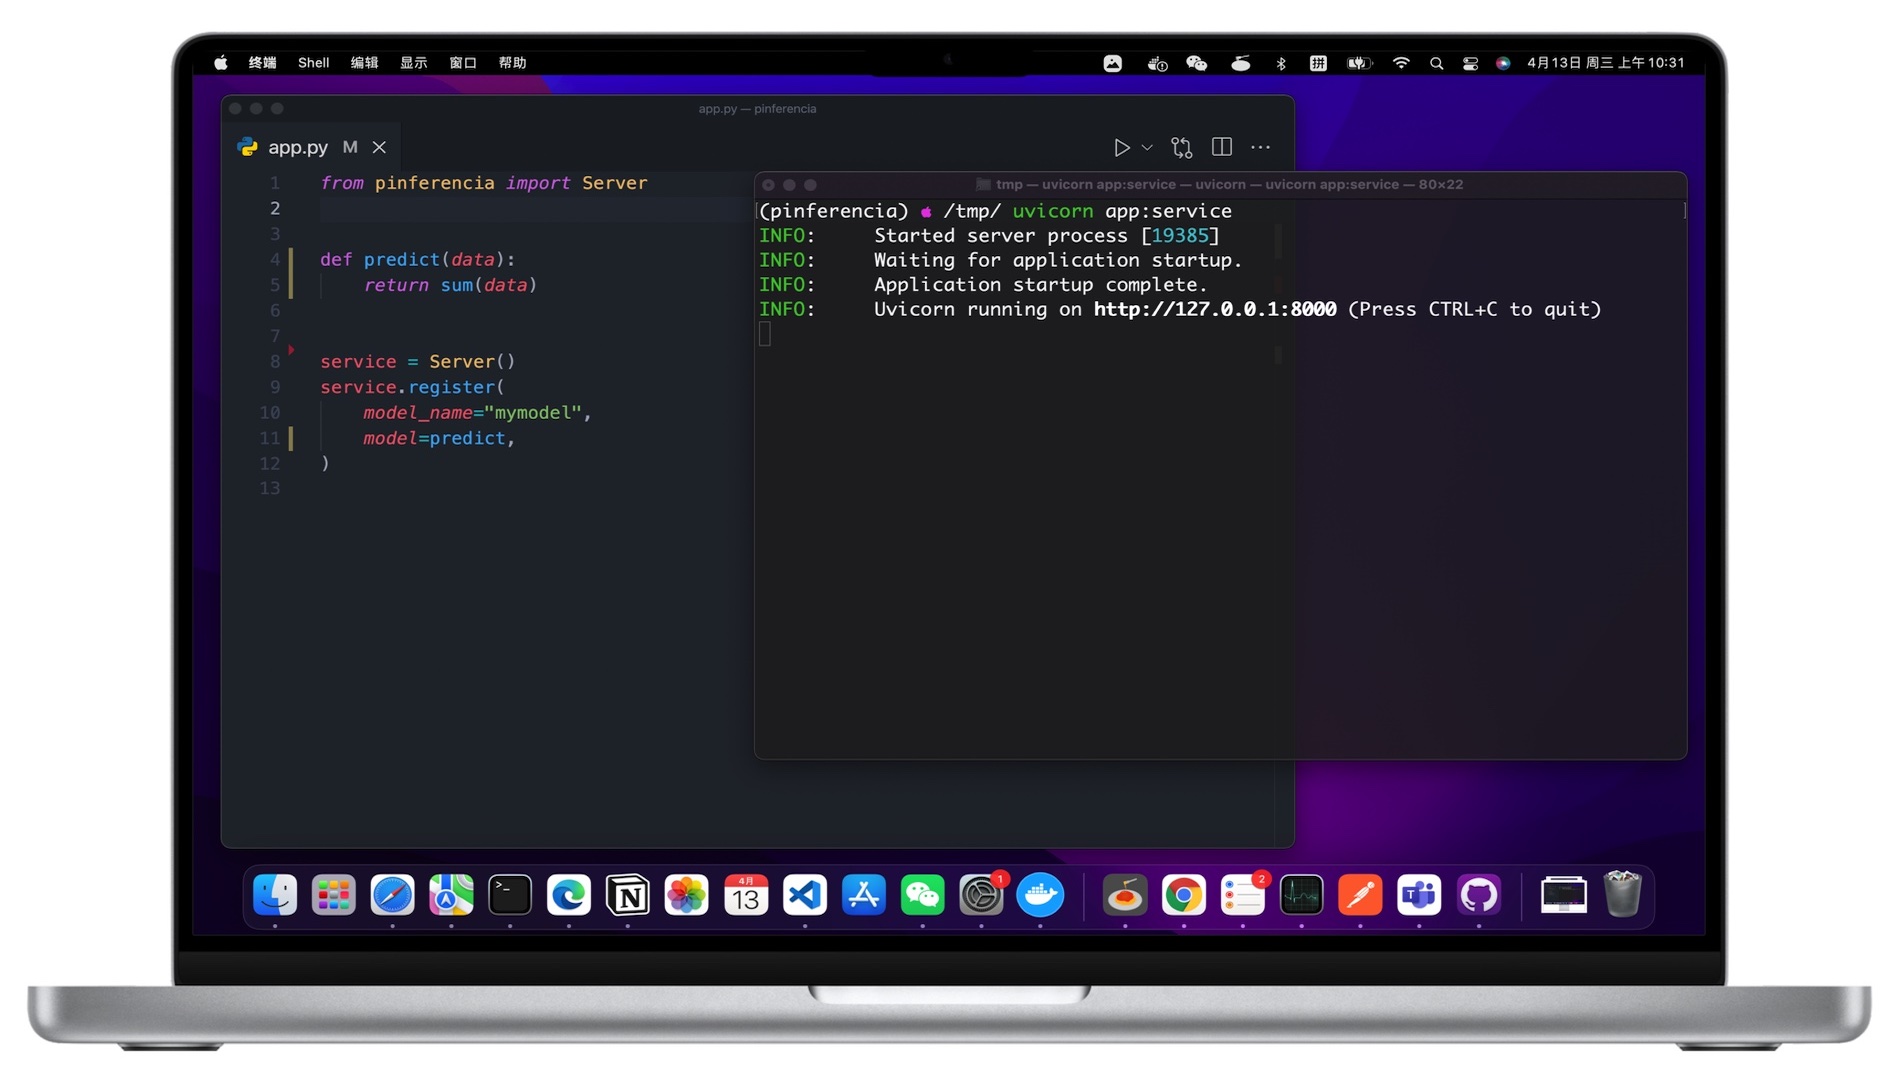 终端 Shell 编辑 显示 窗口 帮助 拼 4月13日 周三 上午10:31
app.py — pinferencia
app.py M
1 from pinferencia import Server
2
3
4 def predict(data):
5 return sum(data)
6
7
8 service = Server()
9 service.register(
10 model_name="mymodel",
11 model=predict,
12 )
13
tmp — uvicorn app:service — uvicorn — uvicorn app:service — 80×22
(pinferencia) /tmp/ uvicorn app:service
INFO: Started server process [19385]
INFO: Waiting for application startup.
INFO: Application startup complete.
INFO: Uvicorn running on http://127.0.0.1:8000 (Press CTRL+C to quit)
>_ N 4月 13 1 2 T